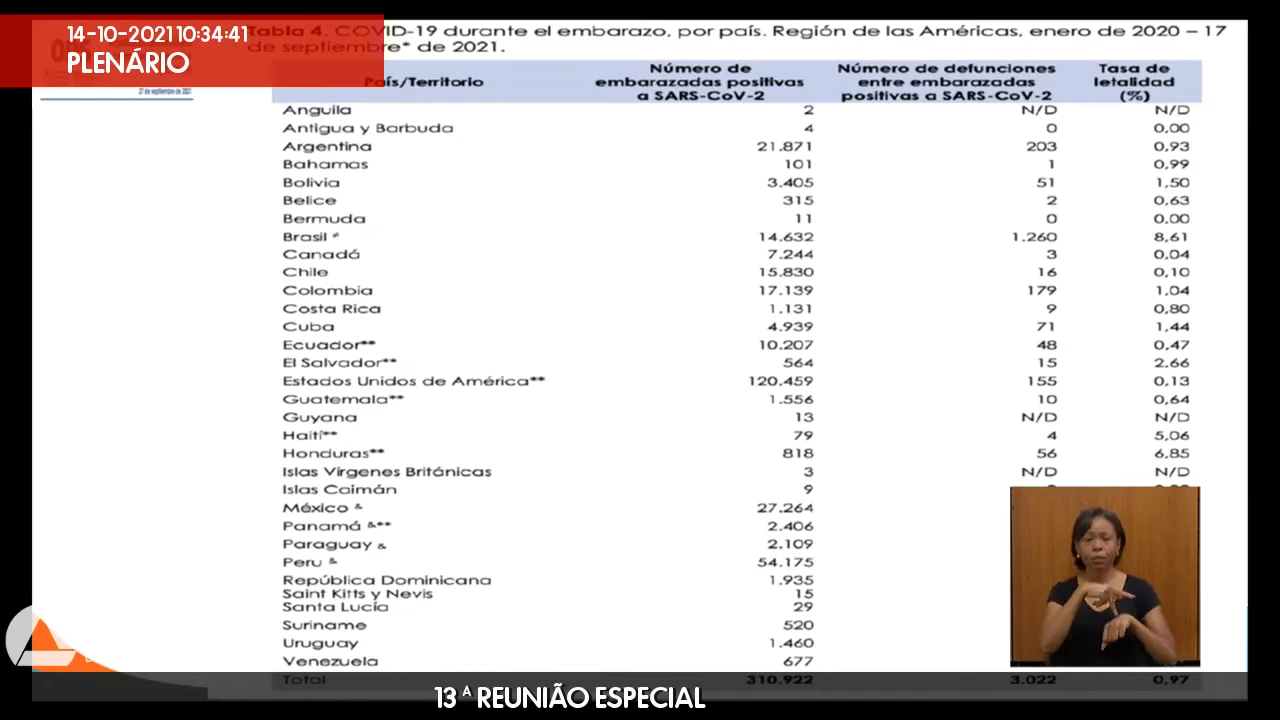 14-10-2021 10:34:41
PLENÁRIO
Tabla 4. COVID-19 durante el embarazo, por país. Región de las Américas, enero de 2020 – 17
de septiembre* de 2021.
27 de septiembre de 2021
País/Territorio Número de embarazadas positivas a SARS-CoV-2 Número de defunciones entre embarazadas positivas a SARS-CoV-2 Tasa de letalidad (%)
Anguila 2 N/D N/D
Antigua y Barbuda 4 0 0,00
Argentina 21.871 203 0,93
Bahamas 101 1 0,99
Bolivia 3.405 51 1,50
Belice 315 2 0,63
Bermuda 11 0 0,00
Brasil ≠ 14.632 1.260 8,61
Canadá 7.244 3 0,04
Chile 15.830 16 0,10
Colombia 17.139 179 1,04
Costa Rica 1.131 9 0,80
Cuba 4.939 71 1,44
Ecuador** 10.207 48 0,47
El Salvador** 564 15 2,66
Estados Unidos de América** 120.459 155 0,13
Guatemala** 1.556 10 0,64
Guyana 13 N/D N/D
Haití** 79 4 5,06
Honduras** 818 56 6,85
Islas Vírgenes Británicas 3 N/D N/D
Islas Caimán 9
México & 27.264
Panamá &** 2.406
Paraguay & 2.109
Peru & 54.175
República Dominicana 1.935
Saint Kitts y Nevis 15
Santa Lucía 29
Suriname 520
Uruguay 1.460
Venezuela 677
Total 310.922 3.022 0,97
13ª REUNIÃO ESPECIAL